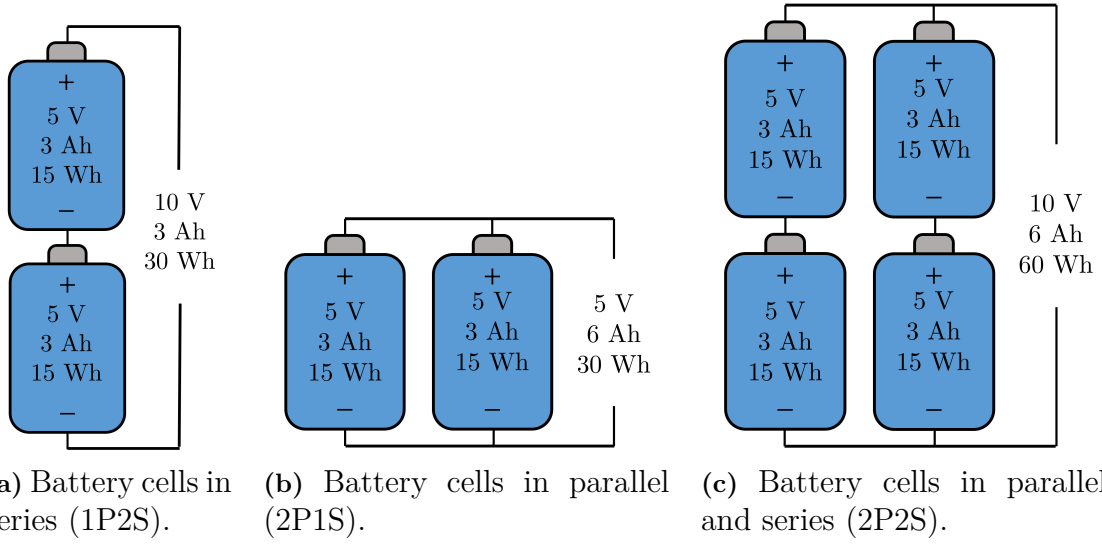 +
5 V
3 Ah
15 Wh
−
+
5 V
3 Ah
15 Wh
−
10 V
3 Ah
30 Wh
a) Battery cells in
eries (1P2S).
+
5 V
3 Ah
15 Wh
−
+
5 V
3 Ah
15 Wh
−
5 V
6 Ah
30 Wh
(b) Battery cells in parallel
(2P1S).
+
5 V
3 Ah
15 Wh
−
+
5 V
3 Ah
15 Wh
−
+
5 V
3 Ah
15 Wh
−
+
5 V
3 Ah
15 Wh
−
10 V
6 Ah
60 Wh
(c) Battery cells in parallel
and series (2P2S).